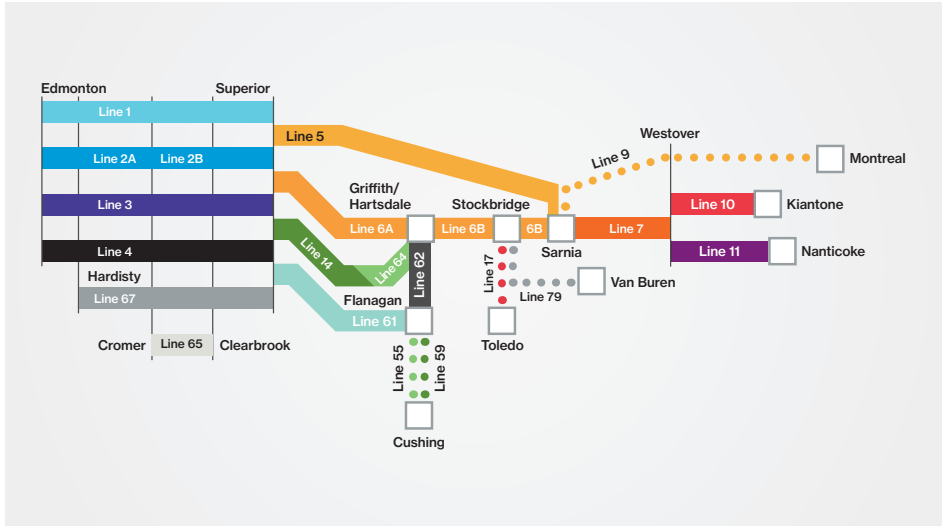 Edmonton
Superior
Line 1
Line 5
Westover
Line 2A
Line 2B
Line 9
Montreal
Griffith/
Hartsdale
Stockbridge
Line 3
Line 10
Kiantone
Line 6A
Line 6B
6B
Line 7
Line 4
Line 14
Line 64
Line 62
Line 17
Sarnia
Line 11
Nanticoke
Hardisty
Line 67
Flanagan
Line 79
Van Buren
Line 61
Cromer
Line 65
Clearbrook
Toledo
Line 55
Line 59
Cushing